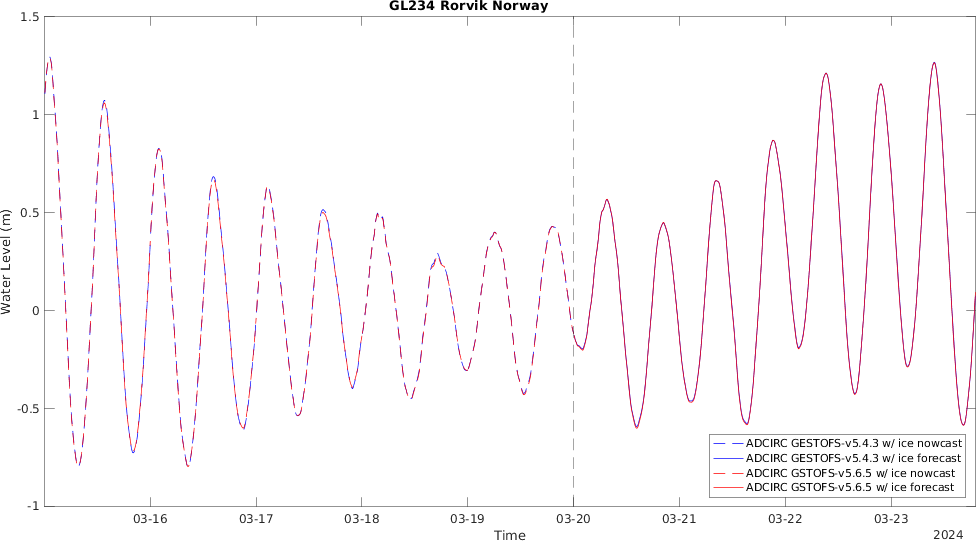 GL234 Rorvik Norway
1.5
1
0.5
0
-0.5
-1
Water Level (m)
ADCIRC GESTOFS-v5.4.3 w/ ice nowcast
ADCIRC GESTOFS-v5.4.3 w/ ice forecast
ADCIRC GSTOFS-v5.6.5 w/ ice nowcast
ADCIRC GSTOFS-v5.6.5 w/ ice forecast
03-16 03-17 03-18 03-19 03-20 03-21 03-22 03-23
Time
2024